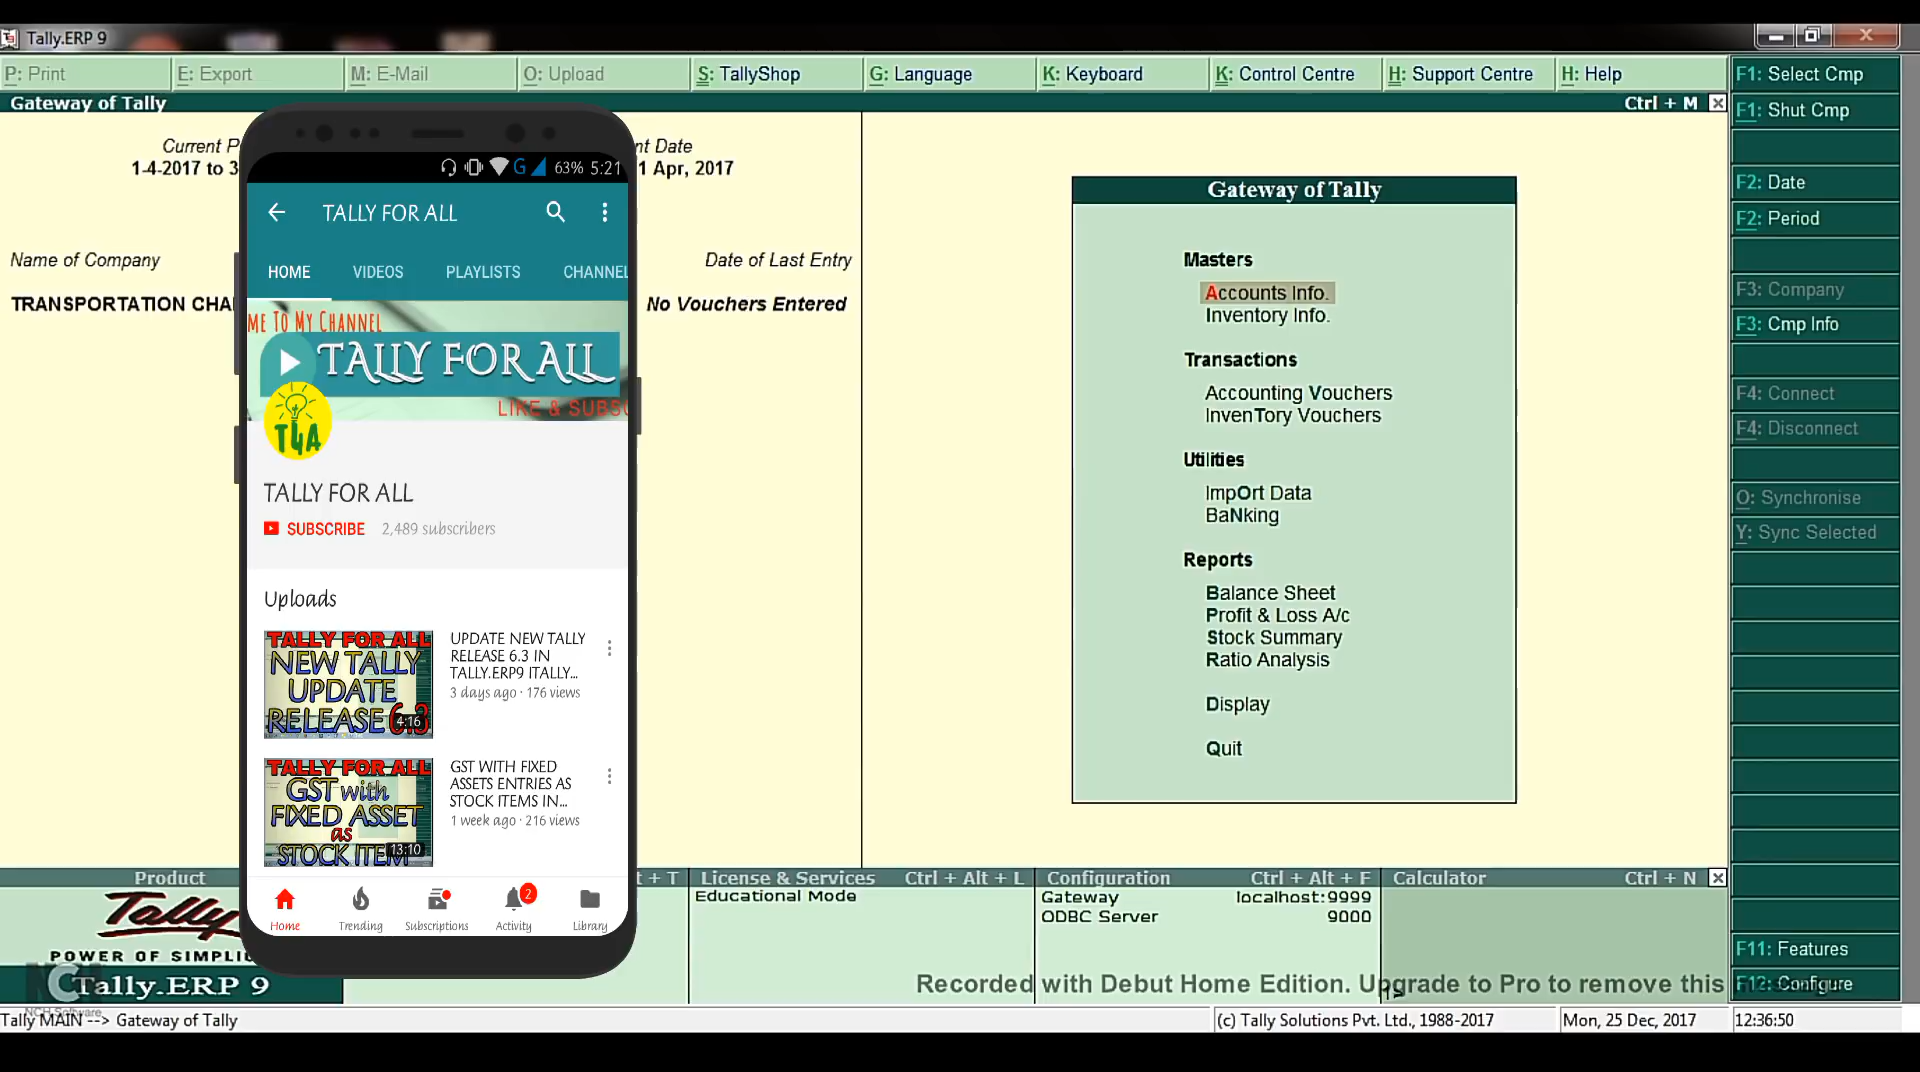 Tally.ERP 9
P: Print
E: Export
M: E-Mail
O: Upload
S: TallyShop
G: Language
K: Keyboard
K: Control Centre
H: Support Centre
H: Help
Gateway of Tally
Ctrl + M
Current P
1-4-2017 to 3
nt Date
1 Apr, 2017
Name of Company
Date of Last Entry
TRANSPORTATION CHA
No Vouchers Entered
63% 5:21
TALLY FOR ALL
HOME
VIDEOS
PLAYLISTS
CHANNEL
ME TO MY CHANNEL
TALLY FOR ALL
LIKE & SUBSC
T4A
TALLY FOR ALL
SUBSCRIBE 2,489 subscribers
Uploads
TALLY FOR ALL
NEW TALLY
UPDATE
RELEASE 6.3
4:16
UPDATE NEW TALLY
RELEASE 6.3 IN
TALLY.ERP9 ITALLY...
3 days ago · 176 views
TALLY FOR ALL
GST with
FIXED ASSET
as
STOCK ITEM
13:10
GST WITH FIXED
ASSETS ENTRIES AS
STOCK ITEMS IN...
1 week ago · 216 views
2
Home
Trending
Subscriptions
Activity
Library
Gateway of Tally
Masters
Accounts Info.
Inventory Info.
Transactions
Accounting Vouchers
InvenTory Vouchers
Utilities
ImpOrt Data
BaNking
Reports
Balance Sheet
Profit & Loss A/c
Stock Summary
Ratio Analysis
Display
Quit
F1: Select Cmp
F1: Shut Cmp
F2: Date
F2: Period
F3: Company
F3: Cmp Info
F4: Connect
F4: Disconnect
O: Synchronise
Y: Sync Selected
F11: Features
F12: Configure
Product
Tally
POWER OF SIMPLI
Tally.ERP 9
t + T
License & Services Ctrl + Alt + L
Educational Mode
Configuration Ctrl + Alt + F
Gateway localhost:9999
ODBC Server 9000
Calculator Ctrl + N
Recorded with Debut Home Edition. Upgrade to Pro to remove this
NCH
NCH Software
Tally MAIN --> Gateway of Tally
(c) Tally Solutions Pvt. Ltd., 1988-2017
Mon, 25 Dec, 2017
12:36:50